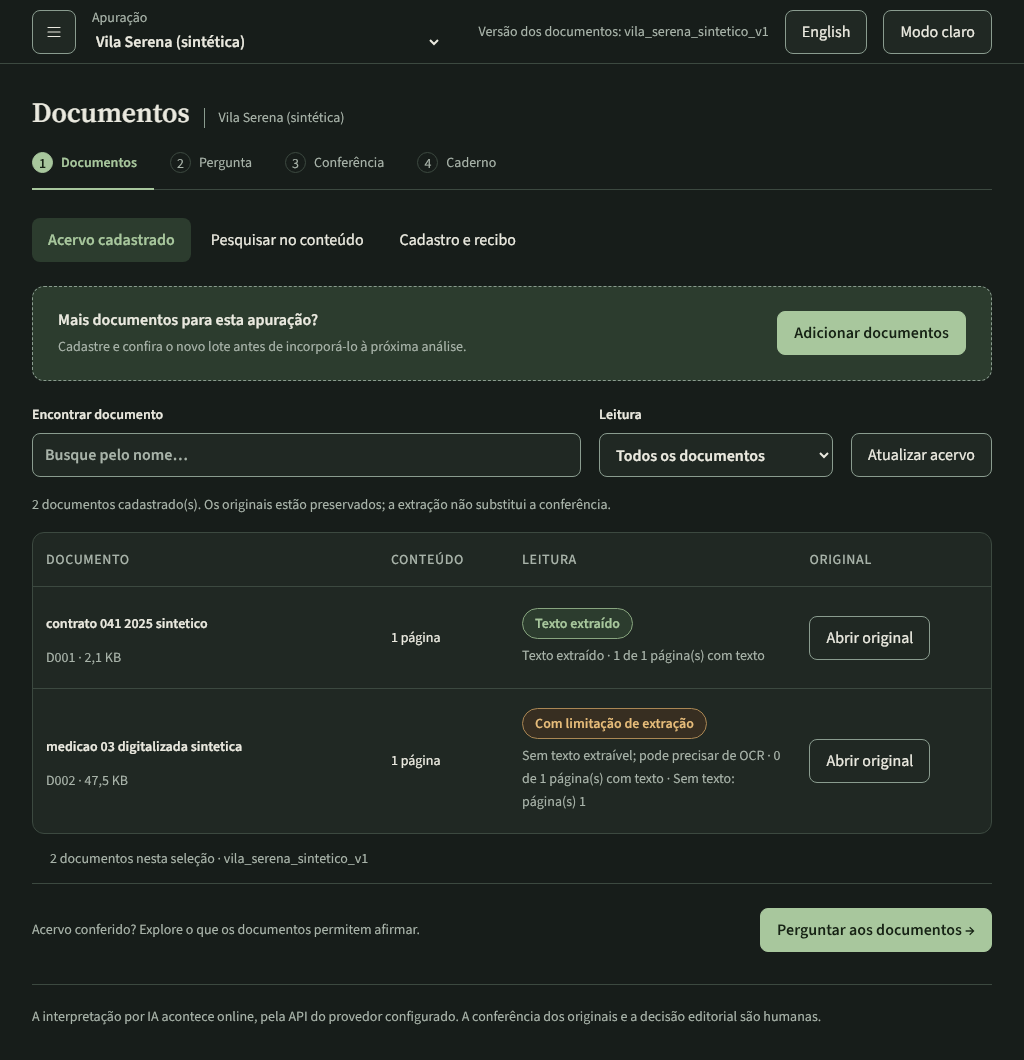 Apuração
Vila Serena (sintética)
Versão dos documentos: vila_serena_sintetico_v1
English
Modo claro
Documentos
Vila Serena (sintética)
1 Documentos
2 Pergunta
3 Conferência
4 Caderno
Acervo cadastrado
Pesquisar no conteúdo
Cadastro e recibo
Mais documentos para esta apuração?
Cadastre e confira o novo lote antes de incorporá-lo à próxima análise.
Adicionar documentos
Encontrar documento
Leitura
Busque pelo nome…
Todos os documentos
Atualizar acervo
2 documentos cadastrado(s). Os originais estão preservados; a extração não substitui a conferência.
DOCUMENTO
CONTEÚDO
LEITURA
ORIGINAL
contrato 041 2025 sintetico
D001 · 2,1 KB
1 página
Texto extraído
Texto extraído · 1 de 1 página(s) com texto
Abrir original
medicao 03 digitalizada sintetica
D002 · 47,5 KB
1 página
Com limitação de extração
Sem texto extraível; pode precisar de OCR · 0
de 1 página(s) com texto · Sem texto:
página(s) 1
Abrir original
2 documentos nesta seleção · vila_serena_sintetico_v1
Acervo conferido? Explore o que os documentos permitem afirmar.
Perguntar aos documentos →
A interpretação por IA acontece online, pela API do provedor configurado. A conferência dos originais e a decisão editorial são humanas.